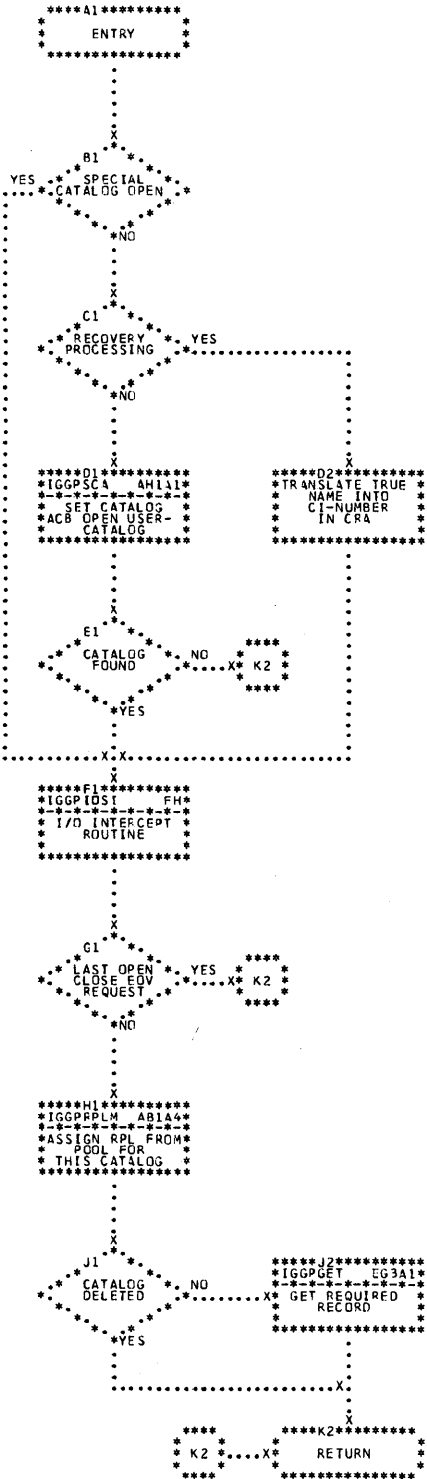 A1
ENTRY
B1
YES
SPECIAL
CATALOG OPEN
NO
C1
RECOVERY
PROCESSING
YES
NO
D1
IGGPSCA AH1A1
SET CATALOG
ACB OPEN USER-
CATALOG
D2
TRANSLATE TRUE
NAME INTO
CI-NUMBER
IN CRA
E1
CATALOG
FOUND
NO
K2
YES
F1
IGGPIOSI FH
I/O INTERCEPT
ROUTINE
G1
LAST OPEN
CLOSE EOV
REQUEST
YES
K2
NO
H1
IGGPRPLM AB1A4
ASSIGN RPL FROM
POOL FOR
THIS CATALOG
J1
CATALOG
DELETED
NO
J2
IGGPGET EG3A1
GET REQUIRED
RECORD
YES
K2
K2
RETURN